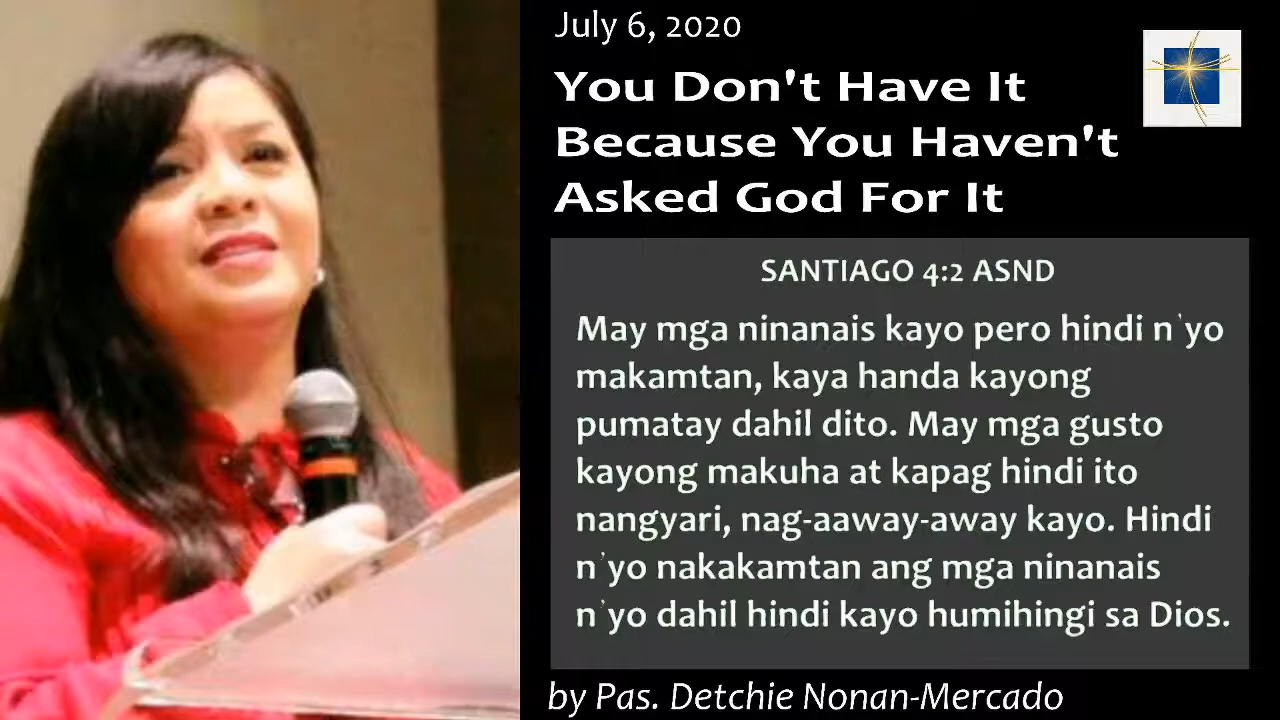 July 6, 2020
You Don't Have It
Because You Haven't
Asked God For It
SANTIAGO 4:2 ASND
May mga ninanais kayo pero hindi n'yo
makamtan, kaya handa kayong
pumatay dahil dito. May mga gusto
kayong makuha at kapag hindi ito
nangyari, nag-aaway-away kayo. Hindi
n'yo nakakamtan ang mga ninanais
n'yo dahil hindi kayo humihingi sa Dios.
by Pas. Detchie Nonan-Mercado